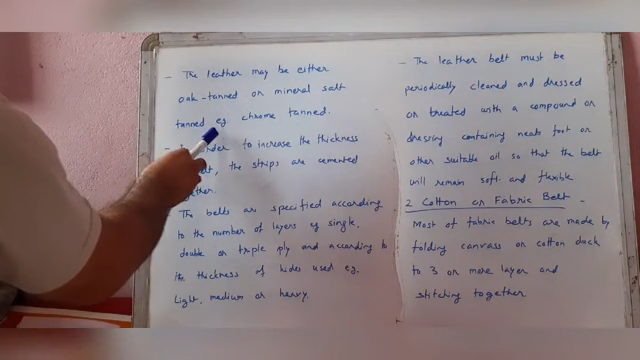 - The leather may be either
oak-tanned or mineral salt
tanned eg chrome tanned.
- to increase the thickness
the strips are cemented
The belts are specified according
to the number of layers eg single,
double or triple ply and according to
the thickness of hides used eg.
Light, medium or heavy.
- The leather belt must be
periodically cleaned and dressed
or treated with a compound or
dressing containing neats foot or
other suitable oil so that the belt
will remain soft and flexible
2 Cotton or Fabric Belt -
Most of fabric belts are made by
folding canvass or cotton duck
to 3 or more layer and
stitching together